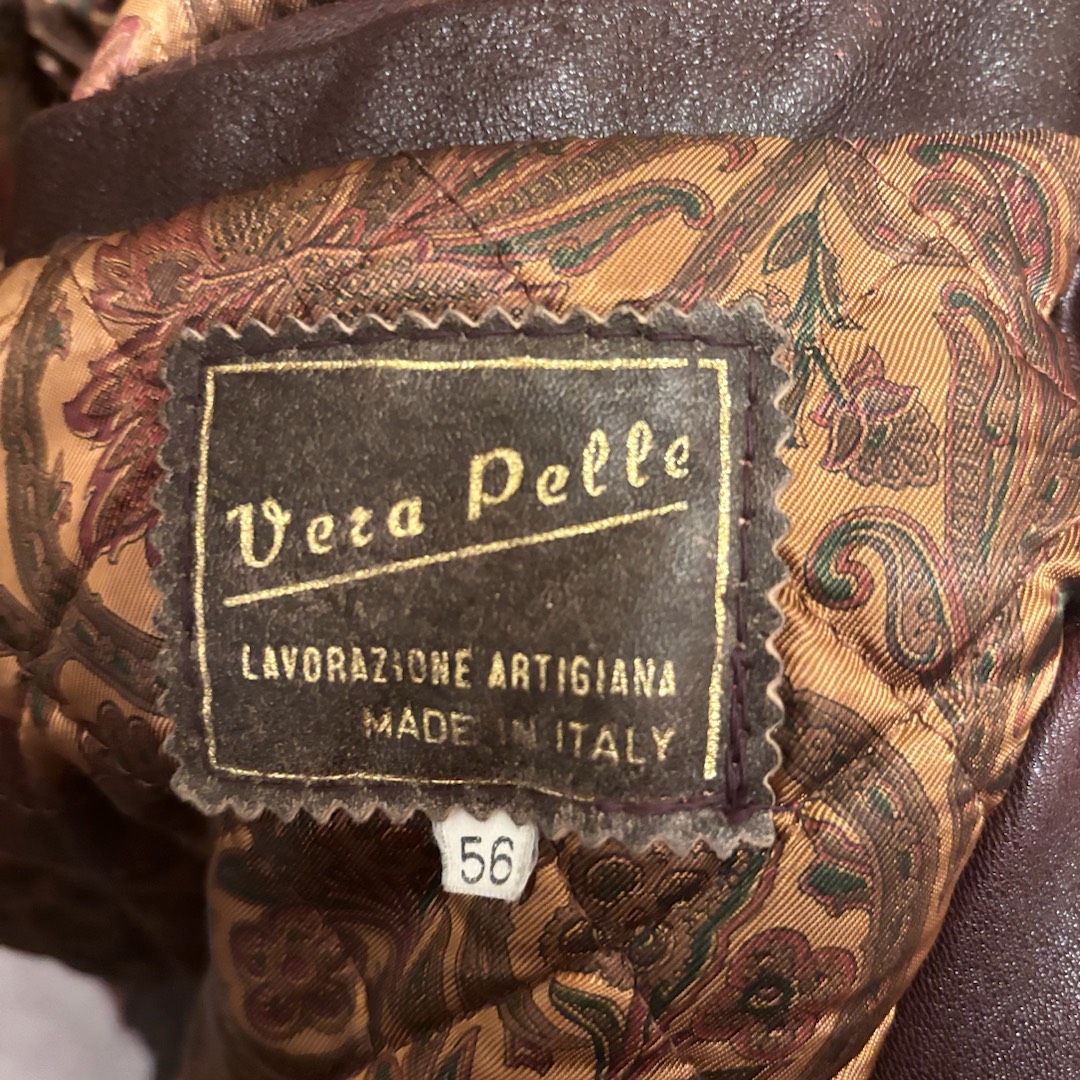 Vera Pelle
LAVORAZIONE ARTIGIANA
MADE IN ITALY
56